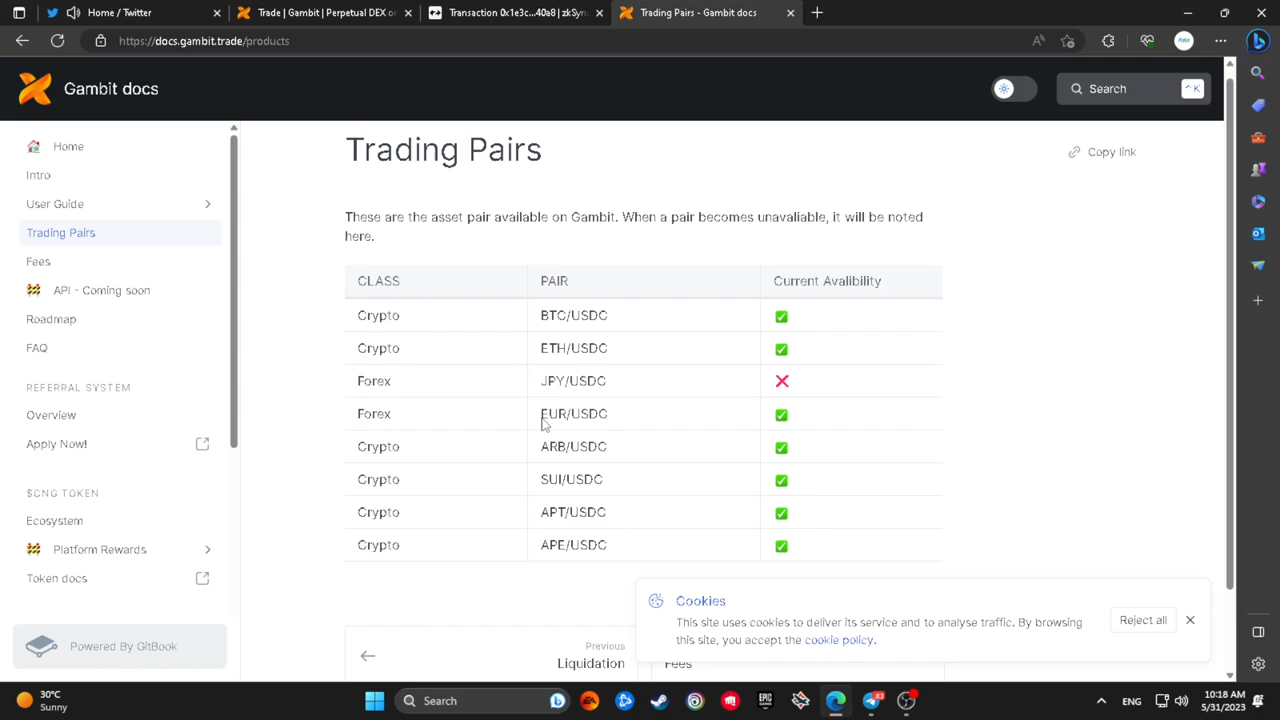 Home / Twitter
Trade | Gambit | Perpetual DEX or
Transaction 0x1e3c...40a8 | zkSyn
Trading Pairs - Gambit docs
https://docs.gambit.trade/products
Gambit docs
Search
^ K
Home
Intro
User Guide
Trading Pairs
Fees
API - Coming soon
Roadmap
FAQ
REFERRAL SYSTEM
Overview
Apply Now!
$CNG TOKEN
Ecosystem
Platform Rewards
Token docs
Powered By GitBook
Trading Pairs
Copy link
These are the asset pair available on Gambit. When a pair becomes unavaliable, it will be noted
here.
CLASS PAIR Current Avalibility
Crypto BTC/USDC ✅
Crypto ETH/USDC ✅
Forex JPY/USDC ❌
Forex EUR/USDC ✅
Crypto ARB/USDC ✅
Crypto SUI/USDC ✅
Crypto APT/USDC ✅
Crypto APE/USDC ✅
Previous
Liquidation
Fees
Cookies
This site uses cookies to deliver its service and to analyse traffic. By browsing
this site, you accept the cookie policy.
Reject all
30°C
Sunny
Search
EA
EPIC
GAMES
83
ENG
10:18 AM
5/31/2023